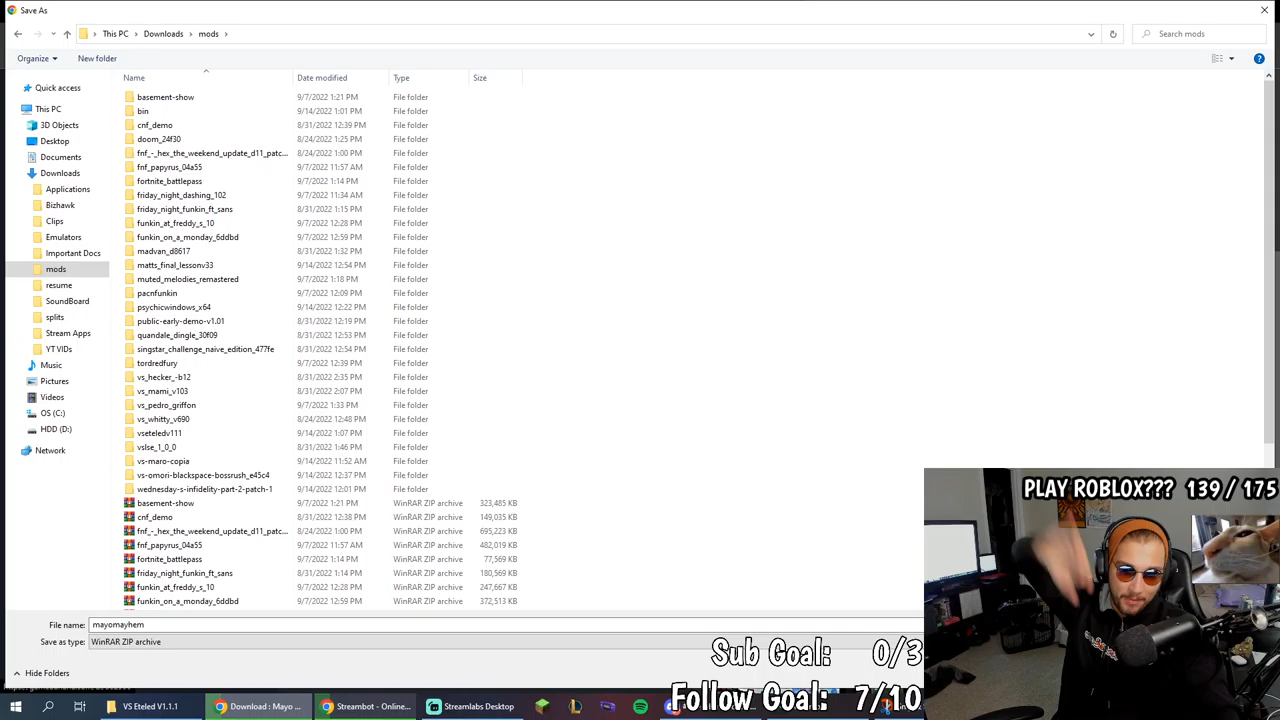 Save As
This PC Downloads mods
Search mods
Organize New folder
Name Date modified Type Size
Quick access
This PC
3D Objects
Desktop
Documents
Downloads
Applications
Bizhawk
Clips
Emulators
Important Docs
mods
resume
SoundBoard
splits
Stream Apps
YT VIDs
Music
Pictures
Videos
OS (C:)
HDD (D:)
Network
basement-show 9/7/2022 1:21 PM File folder
bin 9/14/2022 1:01 PM File folder
cnf_demo 8/31/2022 12:39 PM File folder
doom_24f30 8/24/2022 1:25 PM File folder
fnf_-_hex_the_weekend_update_d11_patc... 8/24/2022 1:00 PM File folder
fnf_papyrus_04a55 9/7/2022 11:57 AM File folder
fortnite_battlepass 9/7/2022 1:14 PM File folder
friday_night_dashing_102 9/7/2022 11:34 AM File folder
friday_night_funkin_ft_sans 8/31/2022 1:15 PM File folder
funkin_at_freddy_s_10 9/7/2022 12:28 PM File folder
funkin_on_a_monday_6ddbd 9/7/2022 12:59 PM File folder
madvan_d8617 8/31/2022 1:32 PM File folder
matts_final_lessonv33 9/14/2022 12:54 PM File folder
muted_melodies_remastered 9/7/2022 1:18 PM File folder
pacnfunkin 9/7/2022 12:09 PM File folder
psychicwindows_x64 9/14/2022 12:22 PM File folder
public-early-demo-v1.01 8/31/2022 12:19 PM File folder
quandale_dingle_30f09 8/31/2022 12:53 PM File folder
singstar_challenge_naive_edition_477fe 8/31/2022 12:54 PM File folder
tordredfury 9/7/2022 12:39 PM File folder
vs_hecker_-b12 8/31/2022 2:35 PM File folder
vs_mami_v103 8/31/2022 2:07 PM File folder
vs_pedro_griffon 9/7/2022 1:33 PM File folder
vs_whitty_v690 8/24/2022 12:48 PM File folder
vseteledv111 9/14/2022 1:07 PM File folder
vslse_1_0_0 8/31/2022 1:46 PM File folder
vs-maro-copia 9/14/2022 11:52 AM File folder
vs-omori-blackspace-bossrush_e45c4 9/14/2022 12:37 PM File folder
wednesday-s-infidelity-part-2-patch-1 9/14/2022 12:01 PM File folder
basement-show 9/7/2022 1:21 PM WinRAR ZIP archive 323,485 KB
cnf_demo 8/31/2022 12:38 PM WinRAR ZIP archive 149,035 KB
fnf_-_hex_the_weekend_update_d11_patc... 8/24/2022 1:00 PM WinRAR ZIP archive 695,223 KB
fnf_papyrus_04a55 9/7/2022 11:57 AM WinRAR ZIP archive 482,019 KB
fortnite_battlepass 9/7/2022 1:14 PM WinRAR ZIP archive 77,569 KB
friday_night_funkin_ft_sans 8/31/2022 1:14 PM WinRAR ZIP archive 180,569 KB
funkin_at_freddy_s_10 9/7/2022 12:28 PM WinRAR ZIP archive 247,667 KB
funkin_on_a_monday_6ddbd 9/7/2022 12:59 PM WinRAR ZIP archive 372,513 KB
PLAY ROBLOX??? 139 / 175
File name: mayomayhem
Save as type: WinRAR ZIP archive
Sub Goal: 0/3
Hide Folders
Follow Goal: 7/10
VS Eteled V1.1.1 Download : Mayo ... Streambot - Online... Streamlabs Desktop